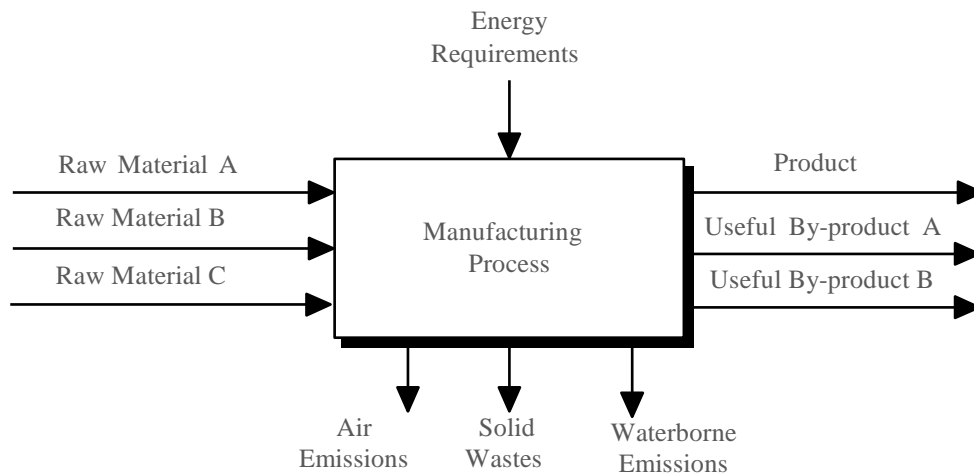 Energy
Requirements
Raw Material A
Raw Material B
Raw Material C
Manufacturing
Process
Product
Useful By-product A
Useful By-product B
Air
Emissions
Solid
Wastes
Waterborne
Emissions